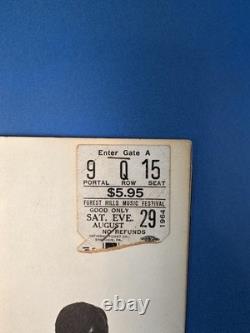 Enter Gate A
9 Q 15
PORTAL ROW SEAT
$5.95
FOREST HILLS MUSIC FESTIVAL
GOOD ONLY
SAT. EVE. 29 1964
AUGUST
NO REFUNDS